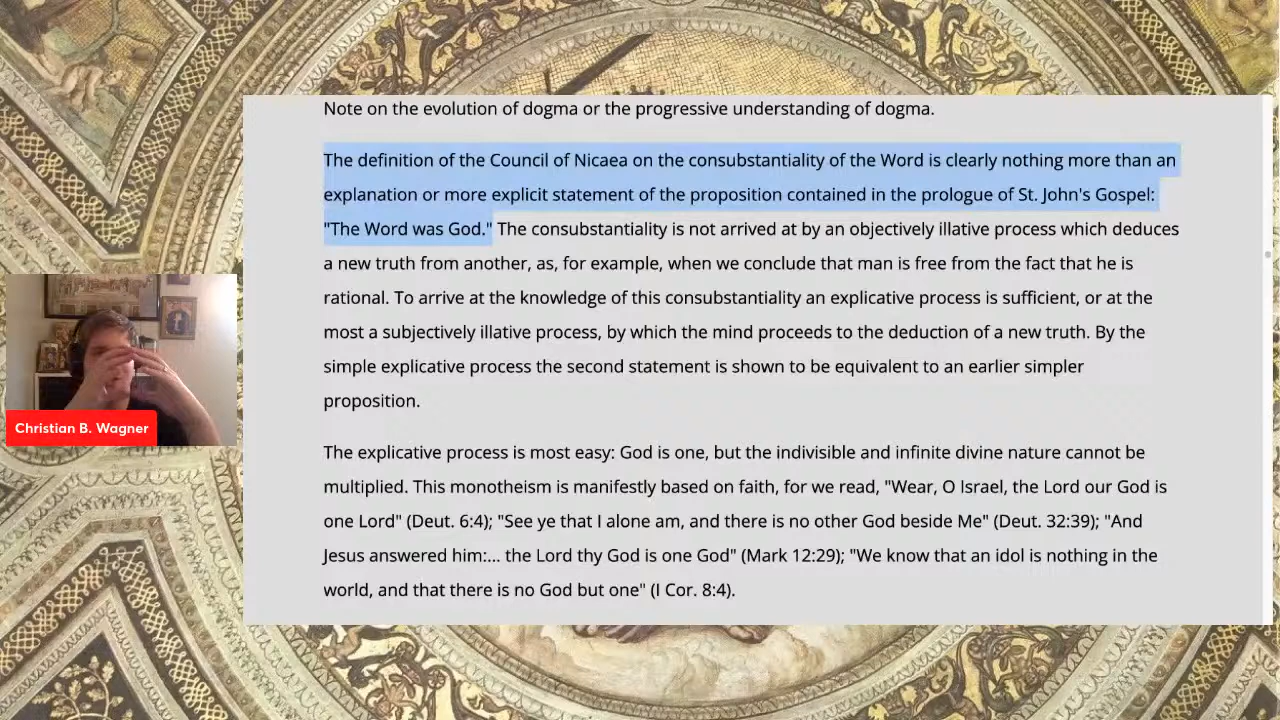 Note on the evolution of dogma or the progressive understanding of dogma.
The definition of the Council of Nicaea on the consubstantiality of the Word is clearly nothing more than an
explanation or more explicit statement of the proposition contained in the prologue of St. John's Gospel:
"The Word was God." The consubstantiality is not arrived at by an objectively illative process which deduces
a new truth from another, as, for example, when we conclude that man is free from the fact that he is
rational. To arrive at the knowledge of this consubstantiality an explicative process is sufficient, or at the
most a subjectively illative process, by which the mind proceeds to the deduction of a new truth. By the
simple explicative process the second statement is shown to be equivalent to an earlier simpler
proposition.
The explicative process is most easy: God is one, but the indivisible and infinite divine nature cannot be
multiplied. This monotheism is manifestly based on faith, for we read, "Wear, O Israel, the Lord our God is
one Lord" (Deut. 6:4); "See ye that I alone am, and there is no other God beside Me" (Deut. 32:39); "And
Jesus answered him:... the Lord thy God is one God" (Mark 12:29); "We know that an idol is nothing in the
world, and that there is no God but one" (I Cor. 8:4).
Christian B. Wagner